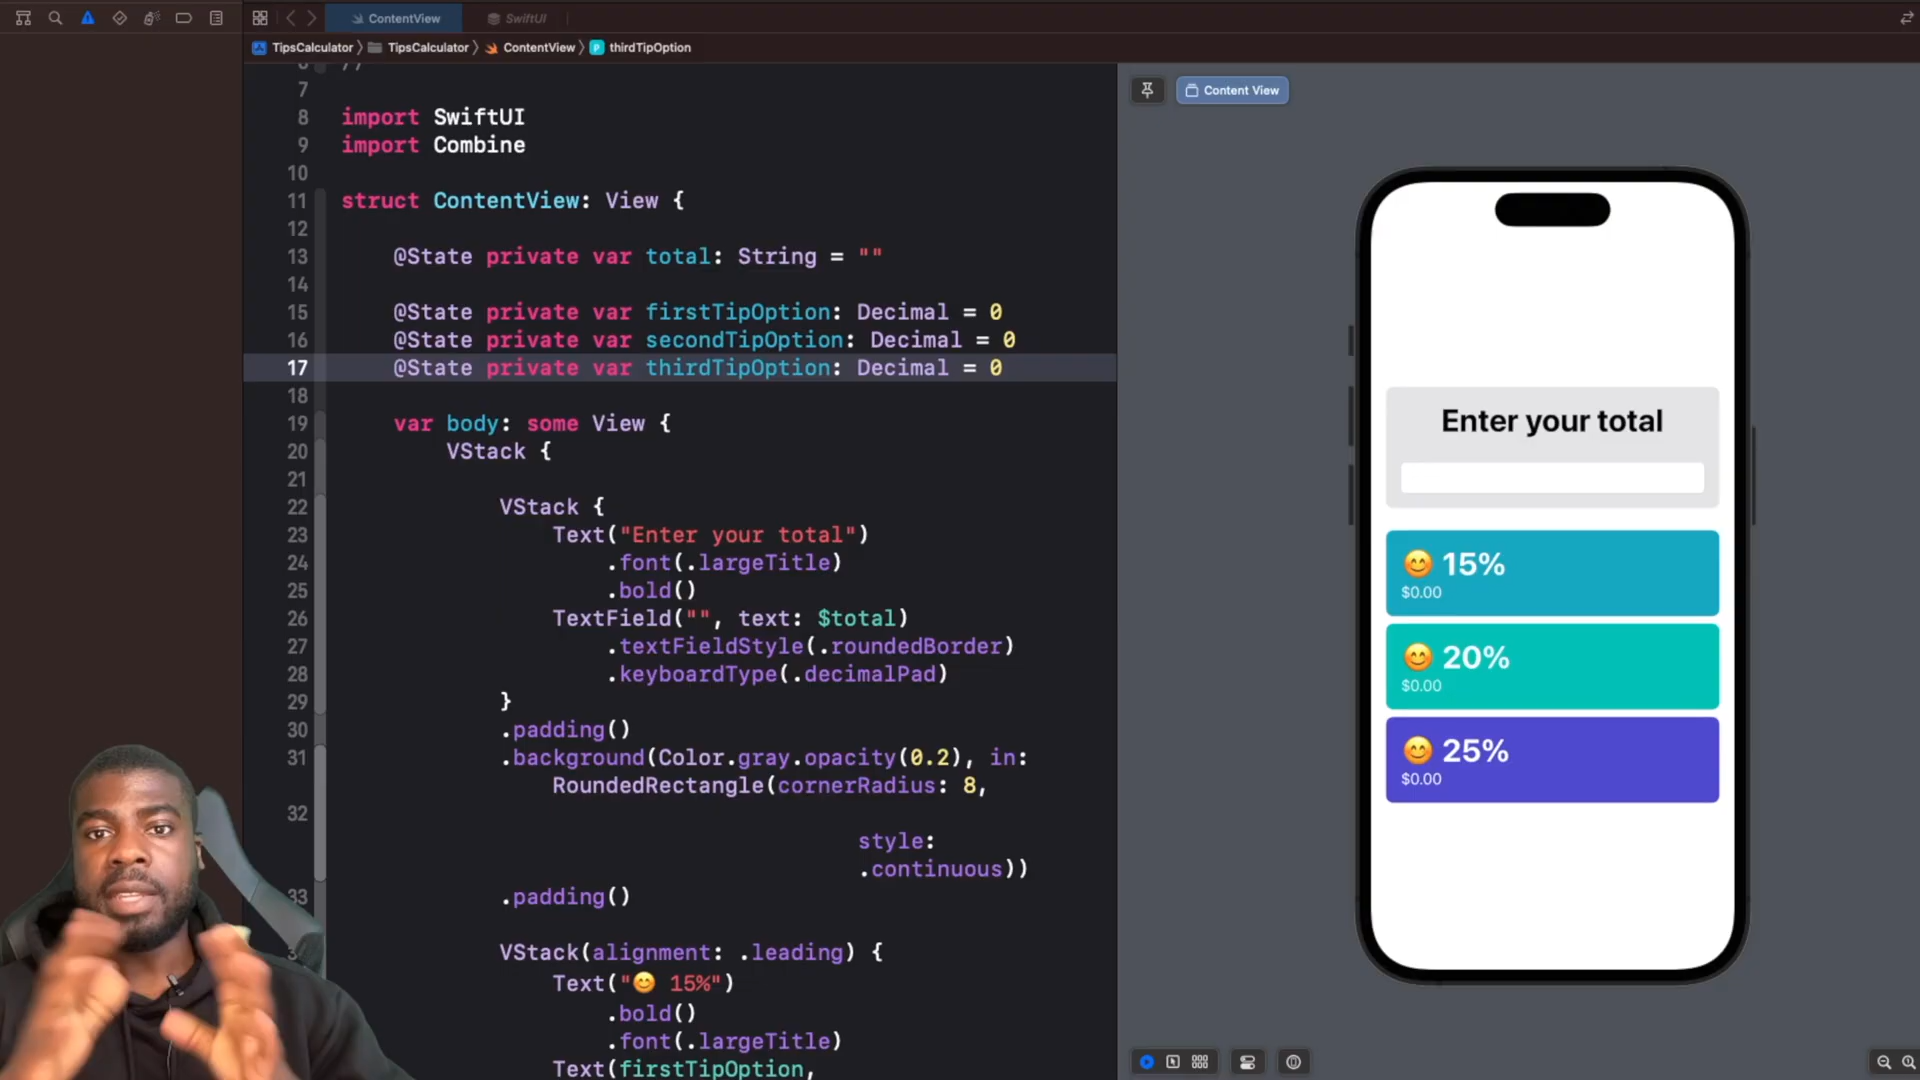 ContentView
SwiftUI
TipsCalculator
TipsCalculator
ContentView
thirdTipOption
7
8 import SwiftUI
9 import Combine
10
11 struct ContentView: View {
12
13 @State private var total: String = ""
14
15 @State private var firstTipOption: Decimal = 0
16 @State private var secondTipOption: Decimal = 0
17 @State private var thirdTipOption: Decimal = 0
18
19 var body: some View {
20 VStack {
21
22 VStack {
23 Text("Enter your total")
24 .font(.largeTitle)
25 .bold()
26 TextField("", text: $total)
27 .textFieldStyle(.roundedBorder)
28 .keyboardType(.decimalPad)
29 }
30 .padding()
31 .background(Color.gray.opacity(0.2), in:
RoundedRectangle(cornerRadius: 8,
32
style:
.continuous))
33 .padding()
VStack(alignment: .leading) {
Text("😊 15%")
.bold()
.font(.largeTitle)
Text(firstTipOption,
Content View
Enter your total
😊 15%
$0.00
😊 20%
$0.00
😊 25%
$0.00